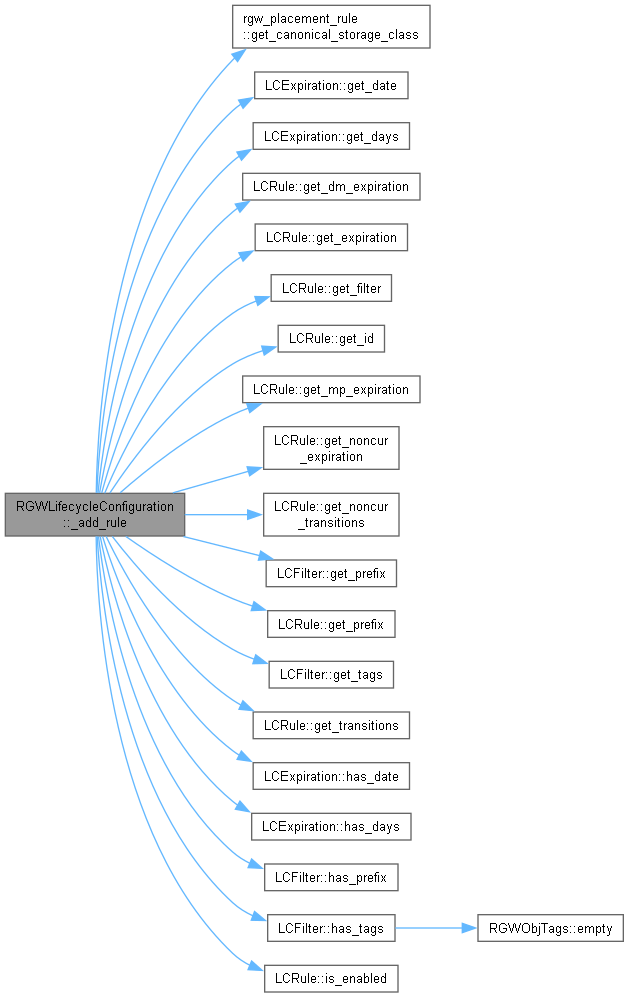 rgw_placement_rule
::get_canonical_storage_class
LCExpiration::get_date
LCExpiration::get_days
LCRule::get_dm_expiration
LCRule::get_expiration
LCRule::get_filter
LCRule::get_id
LCRule::get_mp_expiration
LCRule::get_noncur
_expiration
RGWLifecycleConfiguration
::_add_rule
LCRule::get_noncur
_transitions
LCFilter::get_prefix
LCRule::get_prefix
LCFilter::get_tags
LCRule::get_transitions
LCExpiration::has_date
LCExpiration::has_days
LCFilter::has_prefix
LCFilter::has_tags
RGWObjTags::empty
LCRule::is_enabled